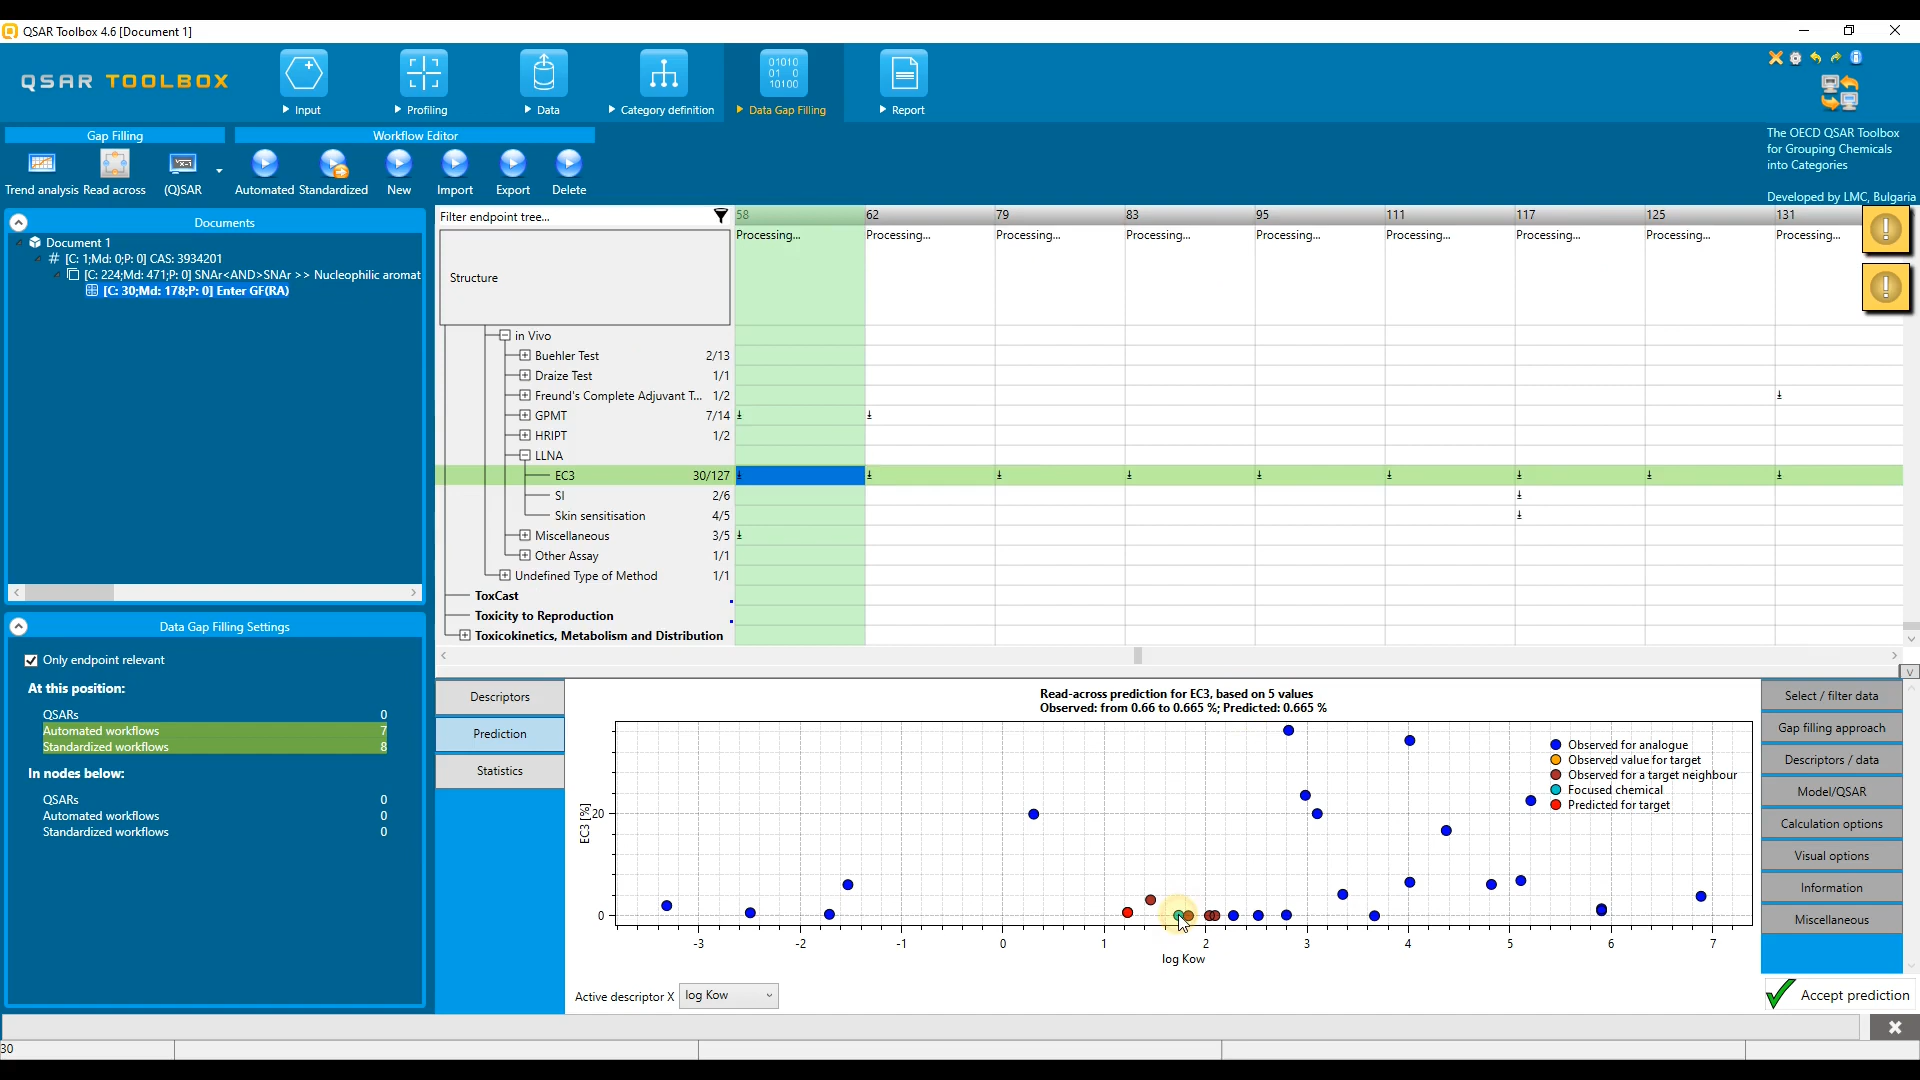 QSAR Toolbox 4.6 [Document 1]
QSAR TOOLBOX
Input
Profiling
Data
Category definition
01010
01 0
10100
Data Gap Filling
Report
The OECD QSAR Toolbox
for Grouping Chemicals
into Categories
Developed by LMC, Bulgaria
Gap Filling
Workflow Editor
Trend analysis
Read across
(Q)SAR
Automated
Standardized
New
Import
Export
Delete
Documents
Document 1
[C: 1;Md: 0;P: 0] CAS: 3934201
[C: 224;Md: 471;P: 0] SNAr<AND>SNAr >> Nucleophilic aromat
[C: 30;Md: 178;P: 0] Enter GF(RA)
Data Gap Filling Settings
Only endpoint relevant
At this position:
QSARs 0
Automated workflows 7
Standardized workflows 8
In nodes below:
QSARs 0
Automated workflows 0
Standardized workflows 0
Filter endpoint tree...
58 62 79 83 95 111 117 125 131
Processing... Processing... Processing... Processing... Processing... Processing... Processing... Processing... Processing...
Structure
in Vivo
Buehler Test 2/13
Draize Test 1/1
Freund's Complete Adjuvant T... 1/2
GPMT 7/14
HRIPT 1/2
LLNA
EC3 30/127
SI 2/6
Skin sensitisation 4/5
Miscellaneous 3/5
Other Assay 1/1
Undefined Type of Method 1/1
ToxCast
Toxicity to Reproduction
Toxicokinetics, Metabolism and Distribution
Descriptors
Prediction
Statistics
Read-across prediction for EC3, based on 5 values
Observed: from 0.66 to 0.665 %; Predicted: 0.665 %
Observed for analogue
Observed value for target
Observed for a target neighbour
Focused chemical
Predicted for target
EC3 [%]
20
0
-3 -2 -1 0 1 2 3 4 5 6 7
log Kow
Active descriptor X log Kow
Select / filter data
Gap filling approach
Descriptors / data
Model/QSAR
Calculation options
Visual options
Information
Miscellaneous
Accept prediction
30